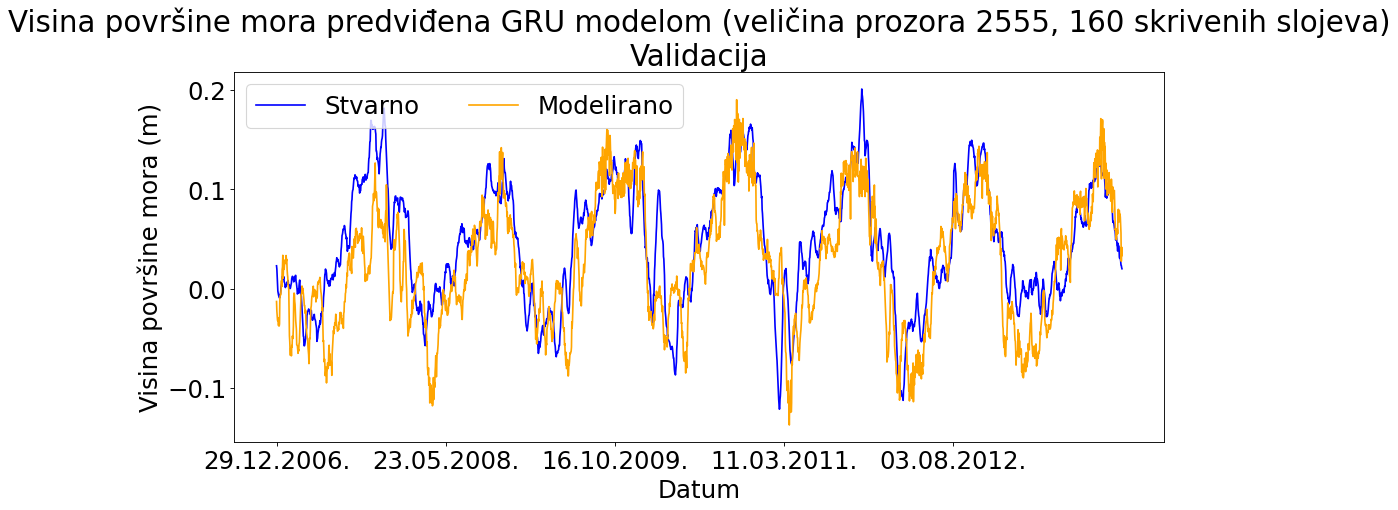 Visina površine mora predviđena GRU modelom (veličina prozora 2555, 160 skrivenih slojeva)
Validacija
Stvarno
Modelirano
Visina površine mora (m)
0.2
0.1
0.0
−0.1
29.12.2006.
23.05.2008.
16.10.2009.
11.03.2011.
03.08.2012.
Datum